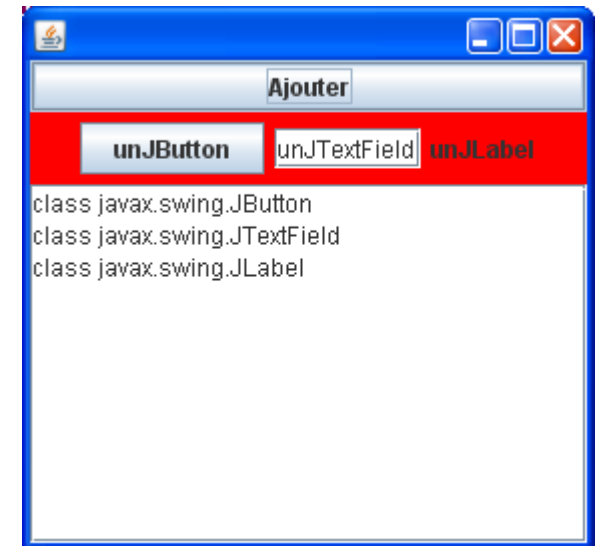 Ajouter
unJButton unJTextField unJLabel
class javax.swing.JButton
class javax.swing.JTextField
class javax.swing.JLabel